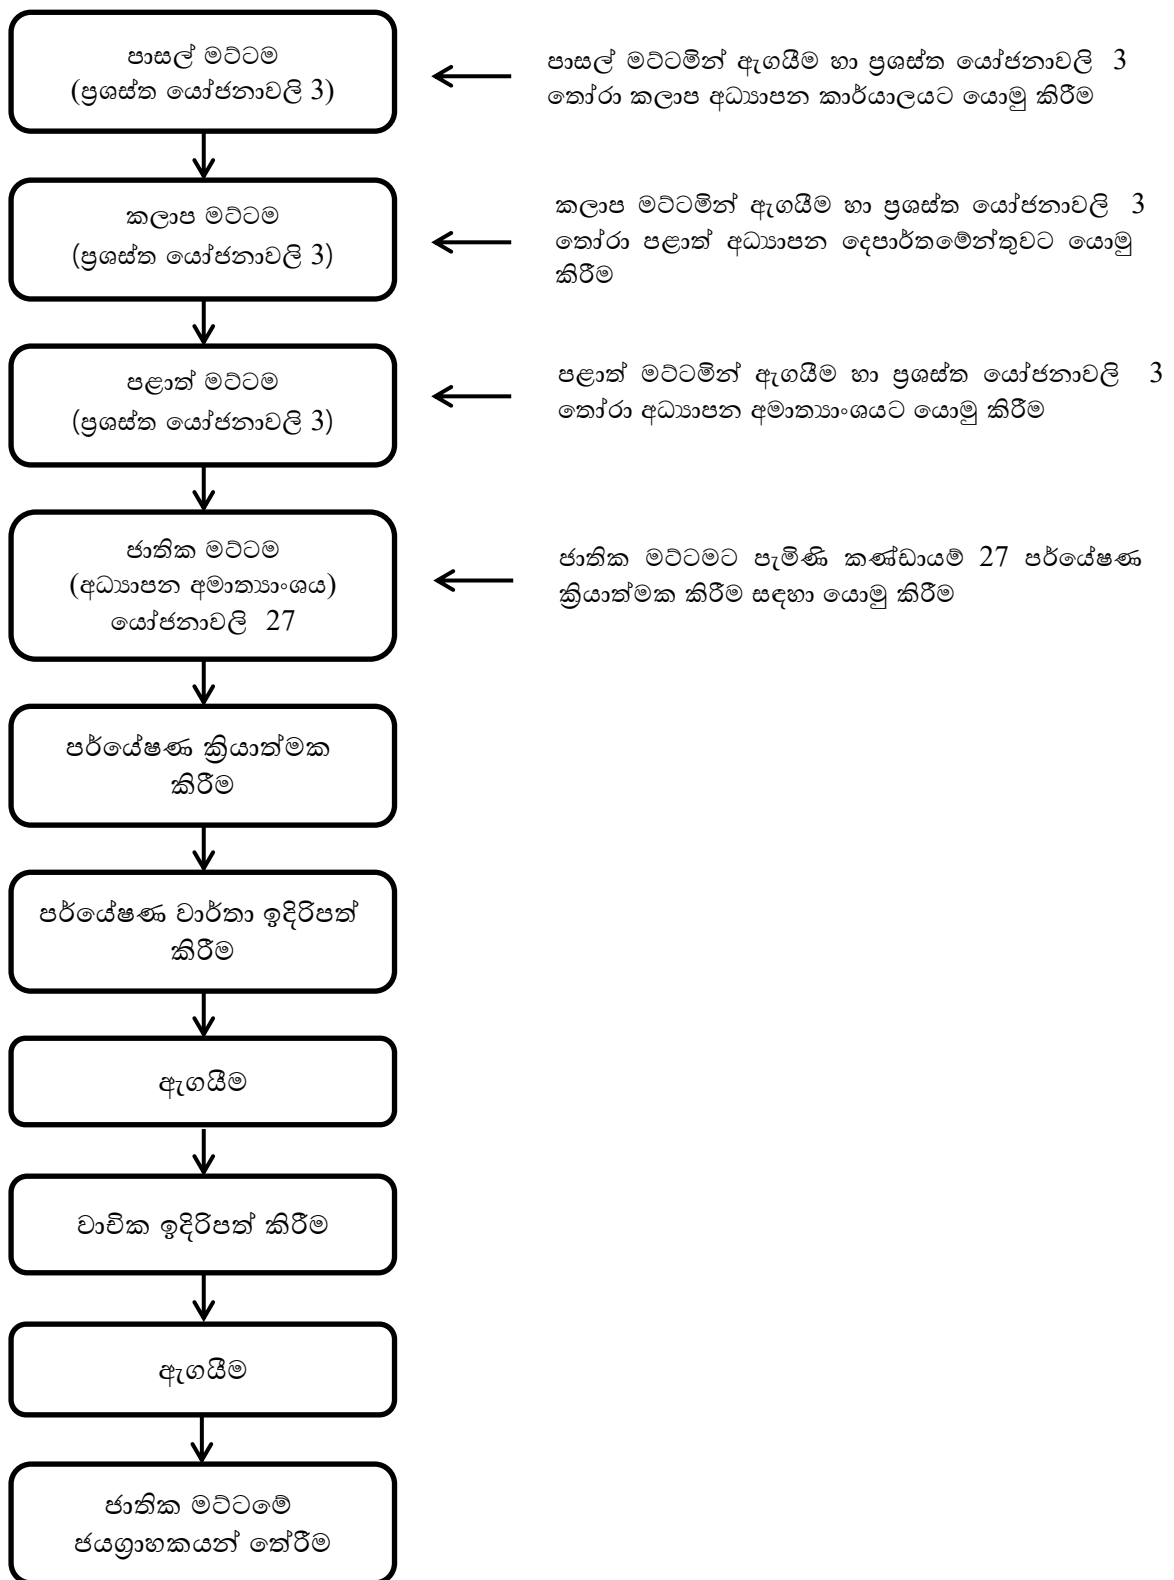 පාසල් මට්ටම
(ප්‍රශස්ත යෝජනාවලි 3)
පාසල් මට්ටමින් ඇගයීම හා ප්‍රශස්ත යෝජනාවලි 3
තෝරා කලාප අධ්‍යාපන කාර්යාලයට යොමු කිරීම
කලාප මට්ටම
(ප්‍රශස්ත යෝජනාවලි 3)
කලාප මට්ටමින් ඇගයීම හා ප්‍රශස්ත යෝජනාවලි 3
තෝරා පළාත් අධ්‍යාපන දෙපාර්තමේන්තුවට යොමු
කිරීම
පළාත් මට්ටම
(ප්‍රශස්ත යෝජනාවලි 3)
පළාත් මට්ටමින් ඇගයීම හා ප්‍රශස්ත යෝජනාවලි 3
තෝරා අධ්‍යාපන අමාත්‍යාංශයට යොමු කිරීම
ජාතික මට්ටම
(අධ්‍යාපන අමාත්‍යාංශය)
යෝජනාවලි 27
ජාතික මට්ටමට පැමිණි කණ්ඩායම් 27 පර්යේෂණ
ක්‍රියාත්මක කිරීම සඳහා යොමු කිරීම
පර්යේෂණ ක්‍රියාත්මක
කිරීම
පර්යේෂණ වාර්තා ඉදිරිපත්
කිරීම
ඇගයීම
වාචික ඉදිරිපත් කිරීම
ඇගයීම
ජාතික මට්ටමේ
ජයග්‍රාහකයන් තේරීම